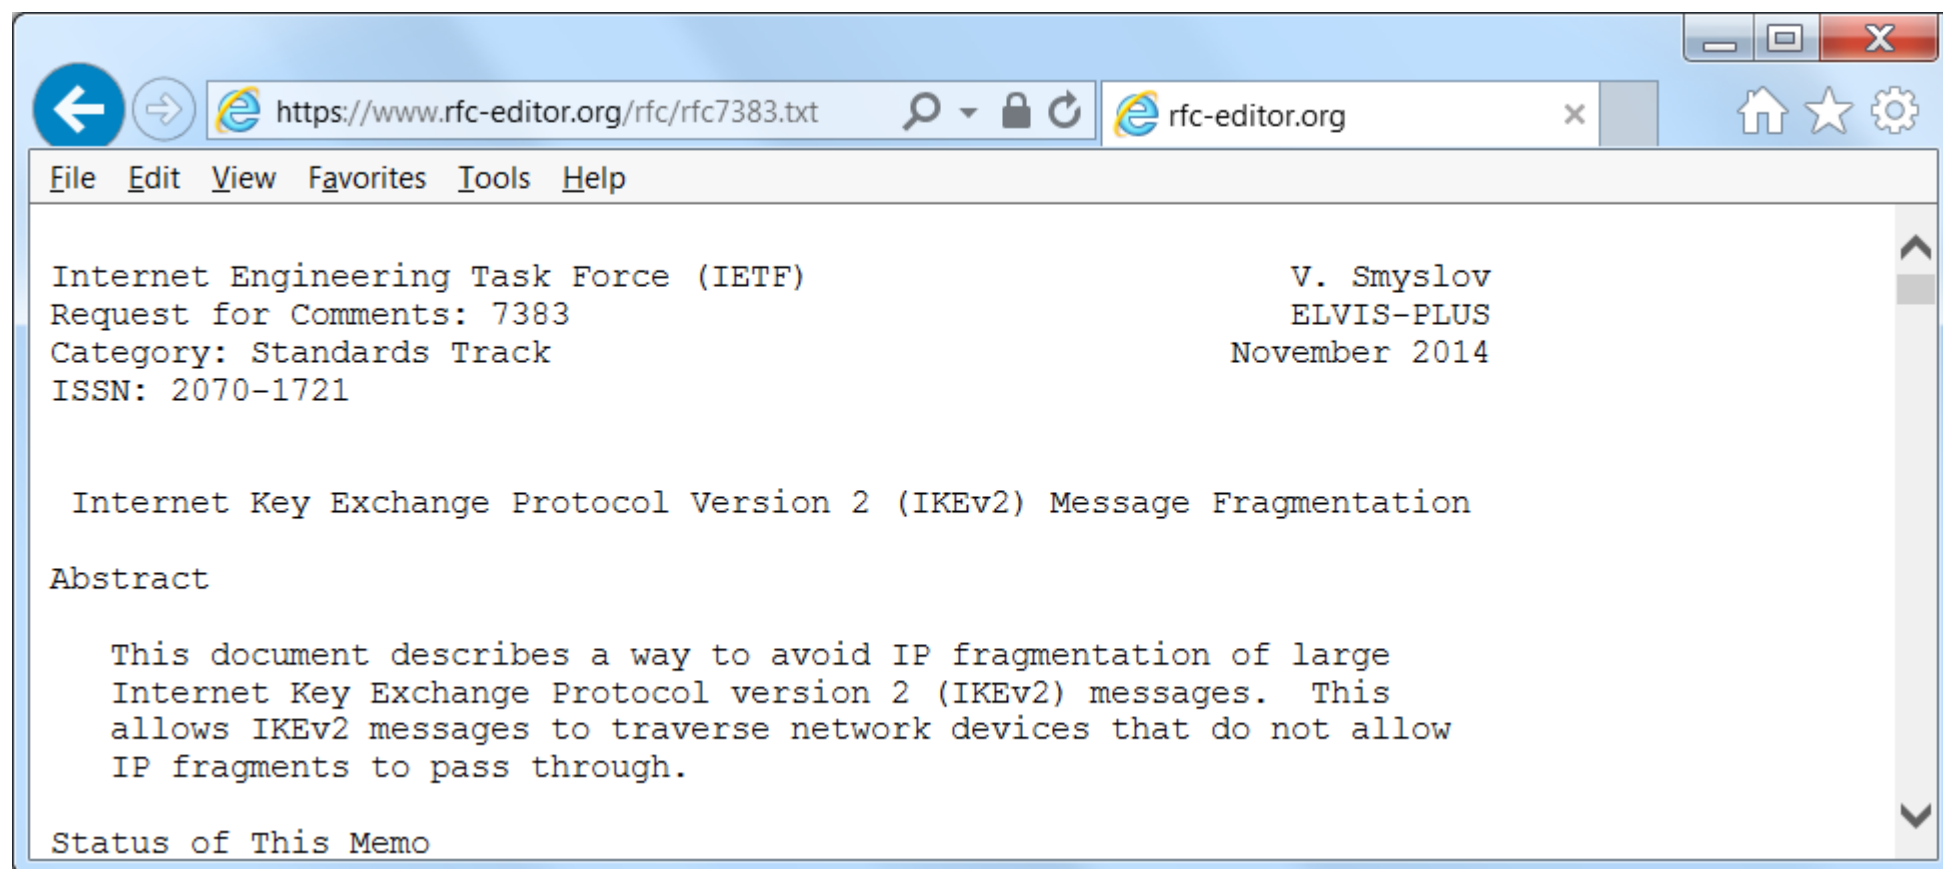 https://www.rfc-editor.org/rfc/rfc7383.txt
rfc-editor.org
File Edit View Favorites Tools Help
Internet Engineering Task Force (IETF) V. Smyslov
Request for Comments: 7383 ELVIS-PLUS
Category: Standards Track November 2014
ISSN: 2070-1721
Internet Key Exchange Protocol Version 2 (IKEv2) Message Fragmentation
Abstract
This document describes a way to avoid IP fragmentation of large
Internet Key Exchange Protocol version 2 (IKEv2) messages. This
allows IKEv2 messages to traverse network devices that do not allow
IP fragments to pass through.
Status of This Memo